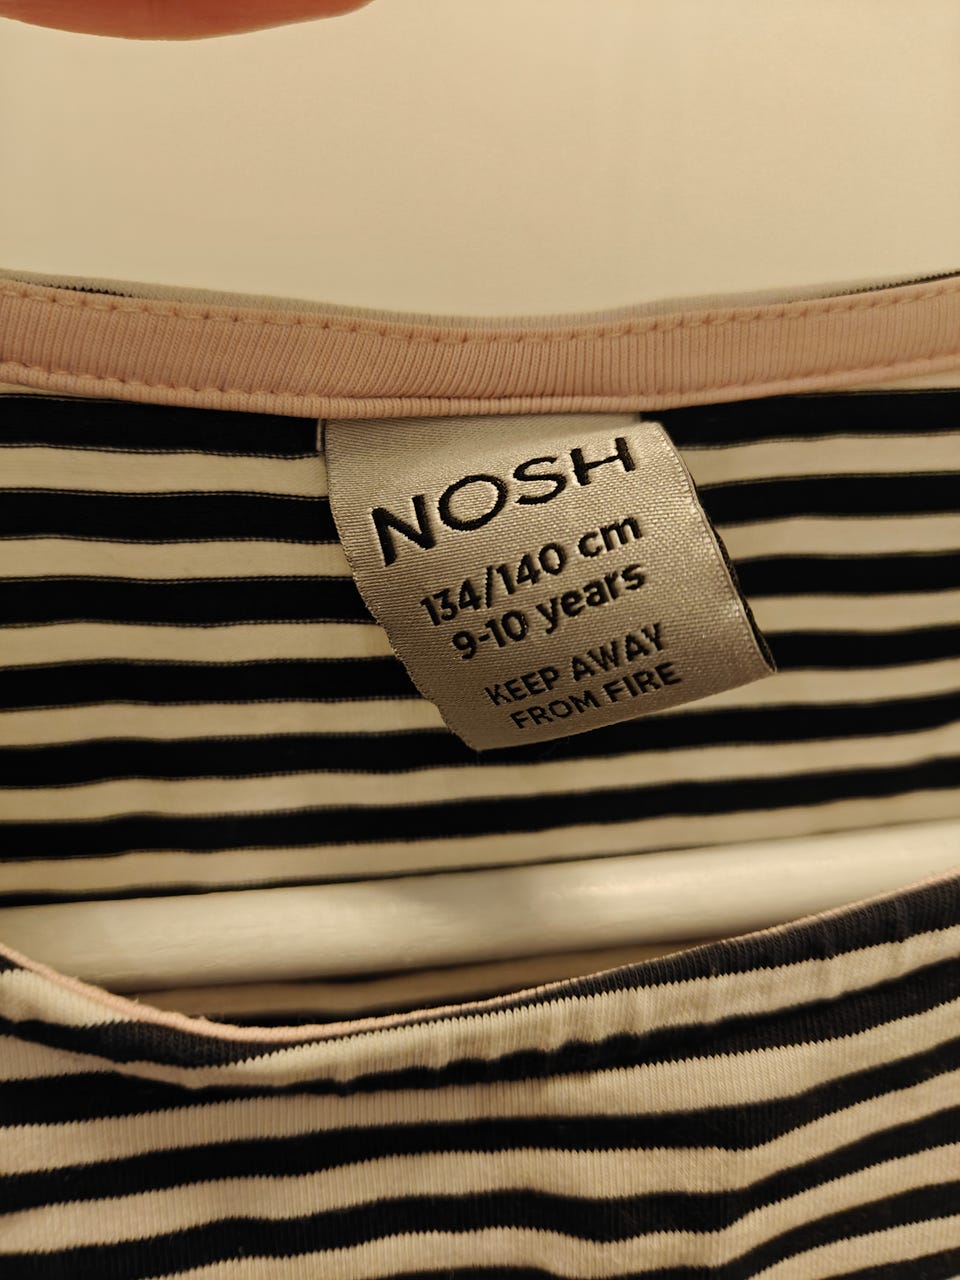 NOSH
134/140 cm
9-10 years
KEEP AWAY
FROM FIRE